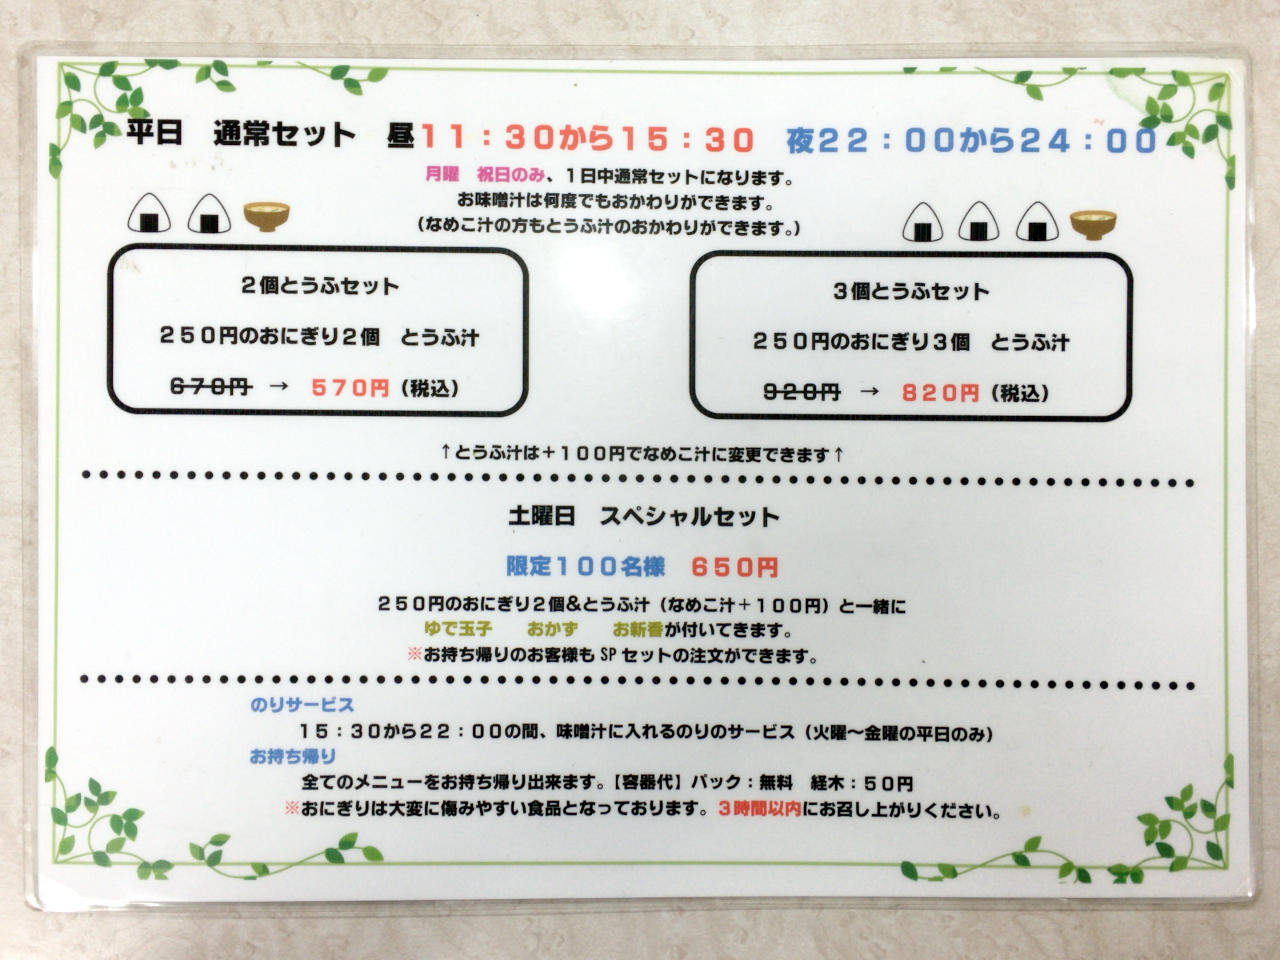 平日　通常セット　昼１１：３０から１５：３０　夜２２：００から２４：００
月曜　祝日のみ、１日中通常セットになります。
お味噌汁は何度でもおかわりができます。
（なめこ汁の方もとうふ汁のおかわりができます。）
２個とうふセット
２５０円のおにぎり２個　とうふ汁
６７０円　→　５７０円（税込）
３個とうふセット
２５０円のおにぎり３個　とうふ汁
９２０円　→　８２０円（税込）
↑とうふ汁は＋１００円でなめこ汁に変更できます↑
土曜日　スペシャルセット
限定１００名様　６５０円
２５０円のおにぎり２個＆とうふ汁（なめこ汁＋１００円）と一緒に
ゆで玉子　おかず　お新香が付いてきます。
※お持ち帰りのお客様も SP セットの注文ができます。
のりサービス
１５：３０から２２：００の間、味噌汁に入れるのりのサービス（火曜～金曜の平日のみ）
お持ち帰り
全てのメニューをお持ち帰り出来ます。【容器代】パック：無料　経木：５０円
※おにぎりは大変に傷みやすい食品となっております。３時間以内にお召し上がりください。